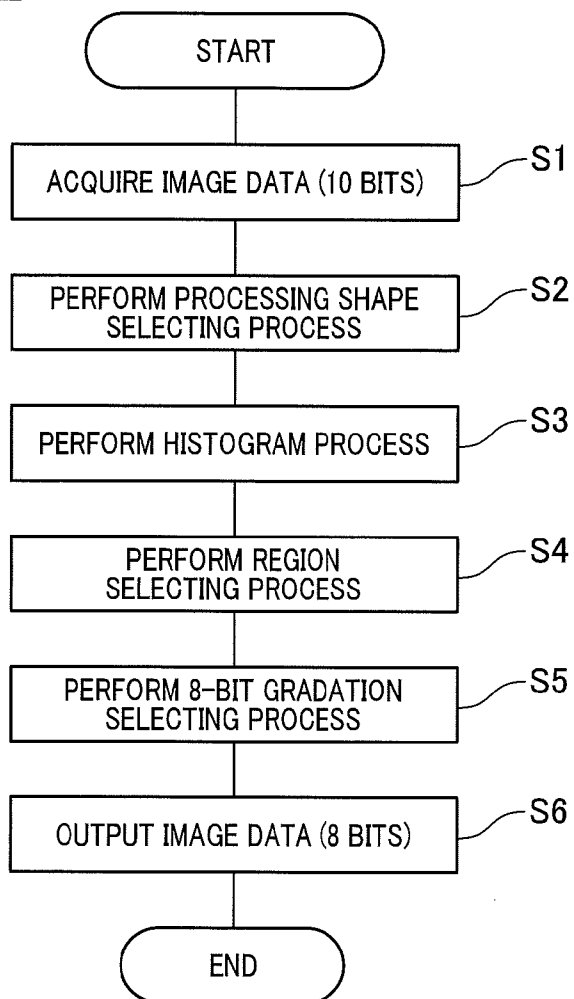 START
ACQUIRE IMAGE DATA (10 BITS)
S1
PERFORM PROCESSING SHAPE
SELECTING PROCESS
S2
PERFORM HISTOGRAM PROCESS
S3
PERFORM REGION
SELECTING PROCESS
S4
PERFORM 8-BIT GRADATION
SELECTING PROCESS
S5
OUTPUT IMAGE DATA (8 BITS)
S6
END